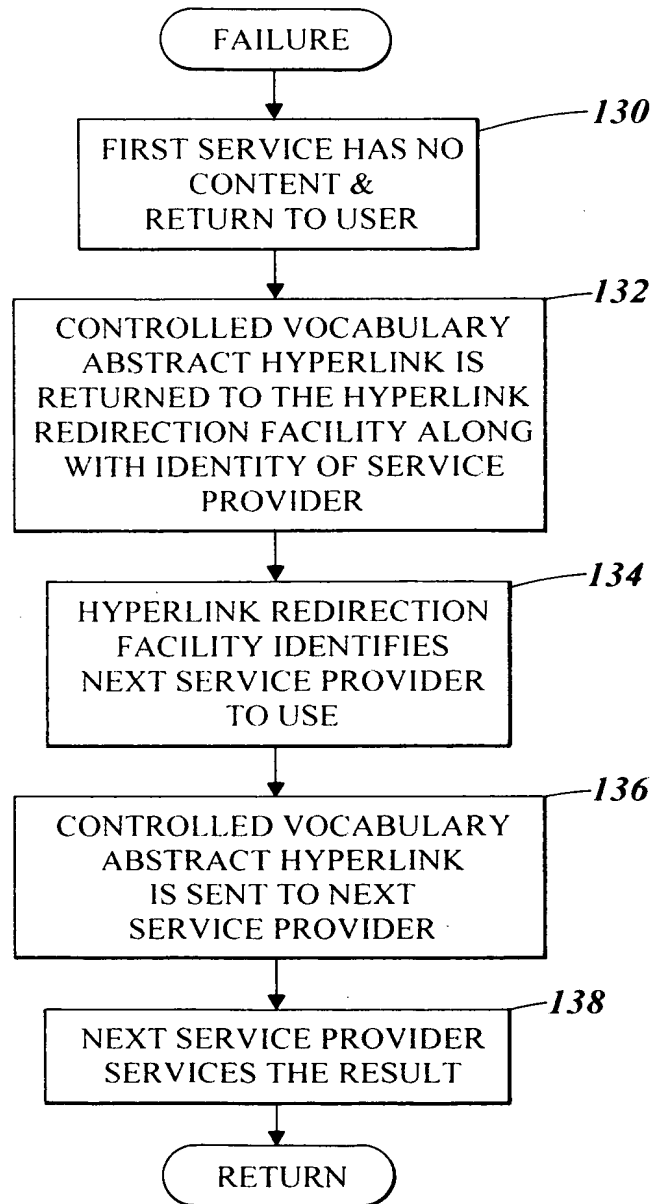 FAILURE
130
FIRST SERVICE HAS NO
CONTENT &
RETURN TO USER
132
CONTROLLED VOCABULARY
ABSTRACT HYPERLINK IS
RETURNED TO THE HYPERLINK
REDIRECTION FACILITY ALONG
WITH IDENTITY OF SERVICE
PROVIDER
134
HYPERLINK REDIRECTION
FACILITY IDENTIFIES
NEXT SERVICE PROVIDER
TO USE
136
CONTROLLED VOCABULARY
ABSTRACT HYPERLINK
IS SENT TO NEXT
SERVICE PROVIDER
138
NEXT SERVICE PROVIDER
SERVICES THE RESULT
RETURN